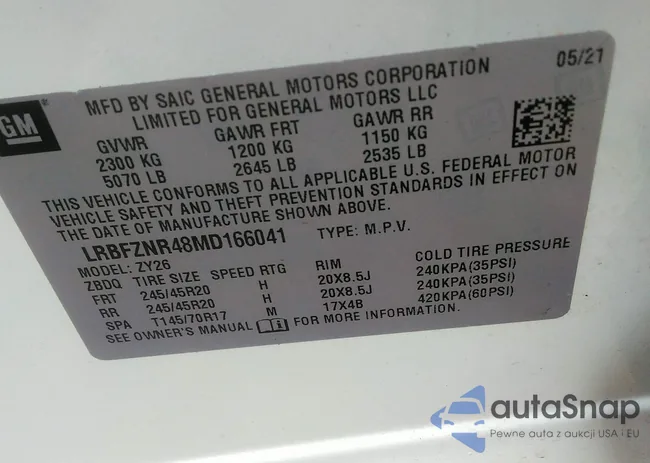 GM
05/21
MFD BY SAIC GENERAL MOTORS CORPORATION
LIMITED FOR GENERAL MOTORS LLC
GVWR GAWR FRT GAWR RR
2300 KG 1200 KG 1150 KG
5070 LB 2645 LB 2535 LB
THIS VEHICLE CONFORMS TO ALL APPLICABLE U.S. FEDERAL MOTOR
VEHICLE SAFETY AND THEFT PREVENTION STANDARDS IN EFFECT ON
THE DATE OF MANUFACTURE SHOWN ABOVE.
LRBFZNR48MD166041 TYPE: M.P.V.
MODEL: ZY26
ZBDQ TIRE SIZE SPEED RTG RIM COLD TIRE PRESSURE
FRT 245/45R20 H 20X8.5J 240KPA(35PSI)
RR 245/45R20 H 20X8.5J 240KPA(35PSI)
SPA T145/70R17 M 17X4B 420KPA(60PSI)
SEE OWNER'S MANUAL FOR MORE INFORMATION.
autaSnap
Pewne auta z aukcji USA i EU